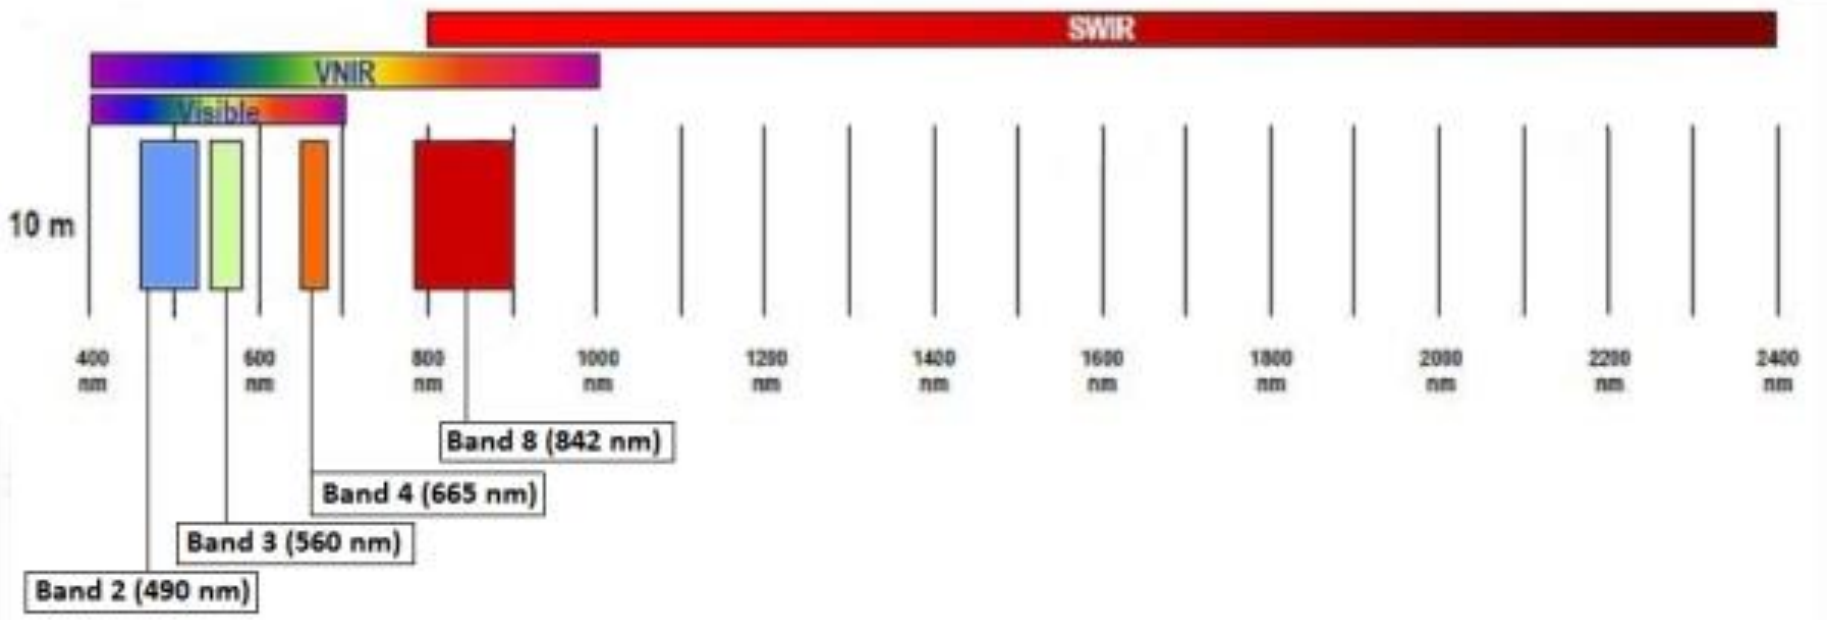 SWIR
VNIR
Visible
10 m
400 nm
600 nm
800 nm
1000 nm
1200 nm
1400 nm
1600 nm
1800 nm
2000 nm
2200 nm
2400 nm
Band 8 (842 nm)
Band 4 (665 nm)
Band 3 (560 nm)
Band 2 (490 nm)